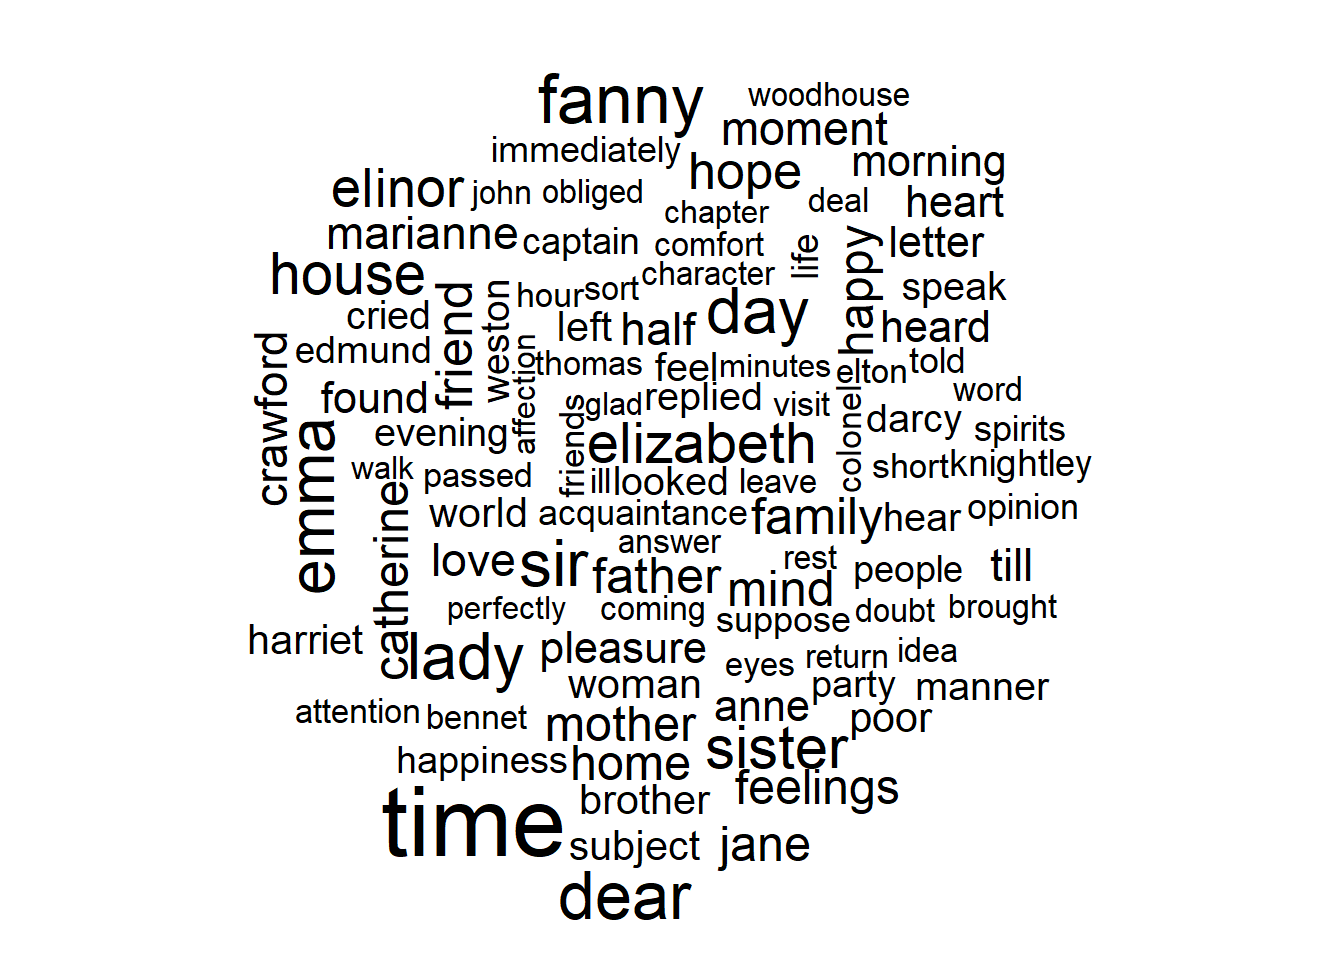 fanny
woodhouse
moment
immediately
hope
morning
elinor
john
obliged
chapter
deal
heart
marianne
captain
comfort
life
happy
letter
house
character
speak
cried
friend
weston
hour
sort
left
half
day
heard
crawford
edmund
affection
thomas
feel
minutes
elton
told
found
glad
replied
visit
colonel
darcy
word
emma
evening
friends
elizabeth
spirits
walk
passed
ill
looked
leave
short
knightley
catherine
world
acquaintance
family
hear
opinion
answer
love
sir
father
rest
mind
people
till
perfectly
coming
suppose
doubt
brought
harriet
lady
pleasure
eyes
return
idea
woman
party
manner
attention
bennet
mother
anne
poor
happiness
home
sister
time
brother
feelings
subject
jane
dear